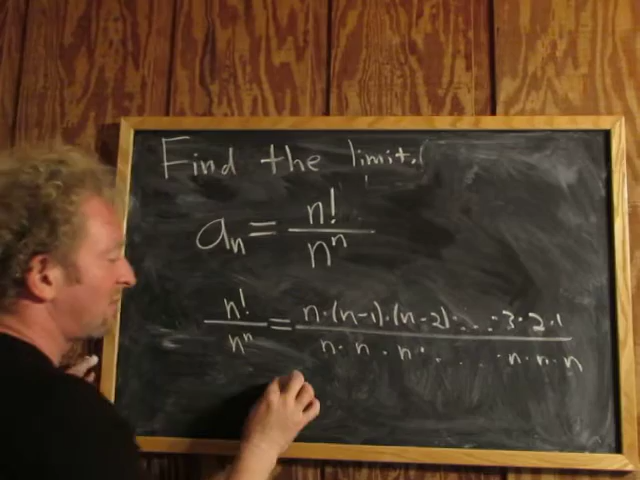 Find the limit.
aₙ = n! / nⁿ
n! / nⁿ = n·(n-1)·(n-2)· ... ·3·2·1 / n·n·n· ... ·n·n·n